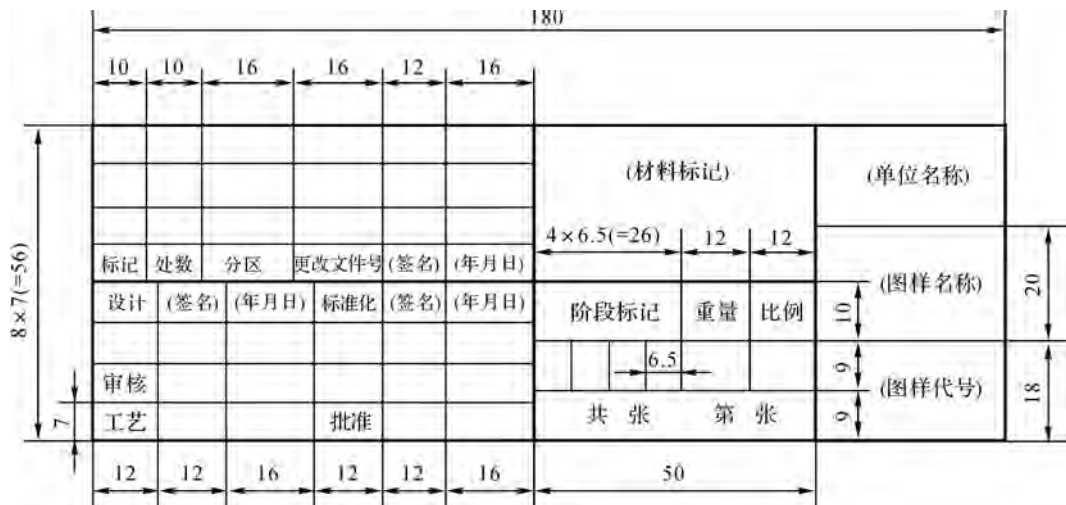 180
10 10 16 16 12 16
(材料标记) (单位名称)
4×6.5(=26) 12 12
标记 处数 分区 更改文件号 (签名) (年月日)
设计 (签名) (年月日) 标准化 (签名) (年月日)
阶段标记 重量 比例 10 (图样名称) 20
8×7(=56)
6.5 9
审核
(图样代号) 18
7 工艺 批准 共 张 第 张 9
12 12 16 12 12 16 50